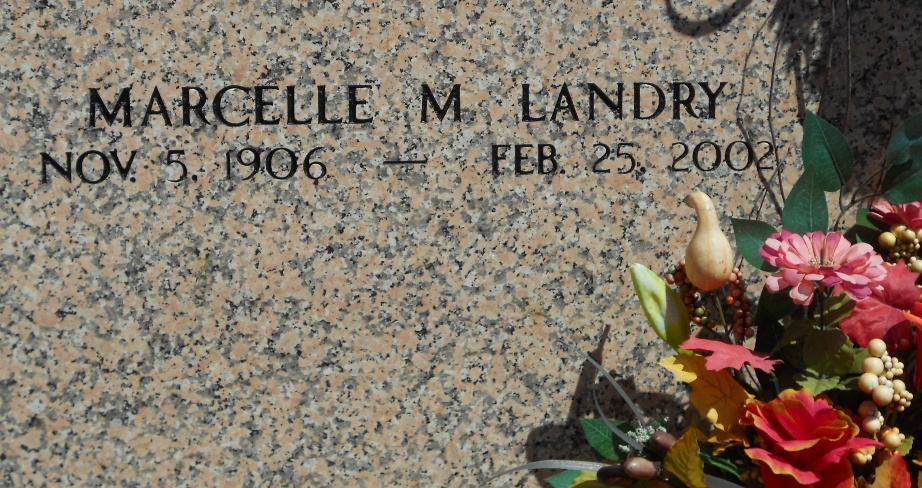 MARCELLE M LANDRY
NOV. 5. 1906 — FEB. 25, 2002